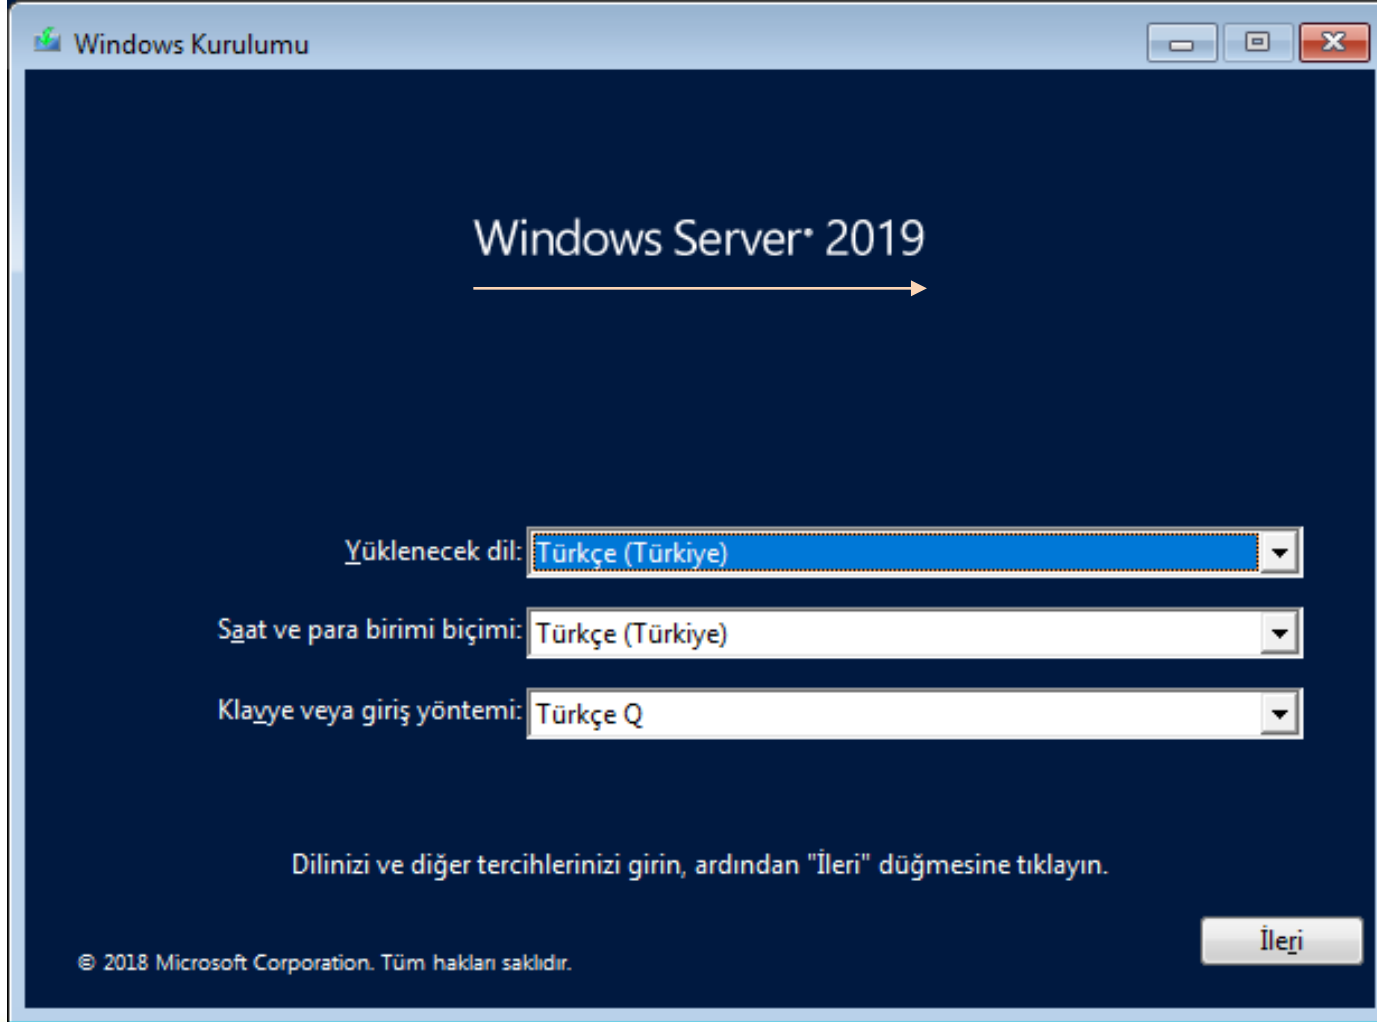 Windows Kurulumu
Windows Server® 2019
Yüklenecek dil: Türkçe (Türkiye)
Saat ve para birimi biçimi: Türkçe (Türkiye)
Klavye veya giriş yöntemi: Türkçe Q
Dilinizi ve diğer tercihlerinizi girin, ardından "İleri" düğmesine tıklayın.
İleri
© 2018 Microsoft Corporation. Tüm hakları saklıdır.